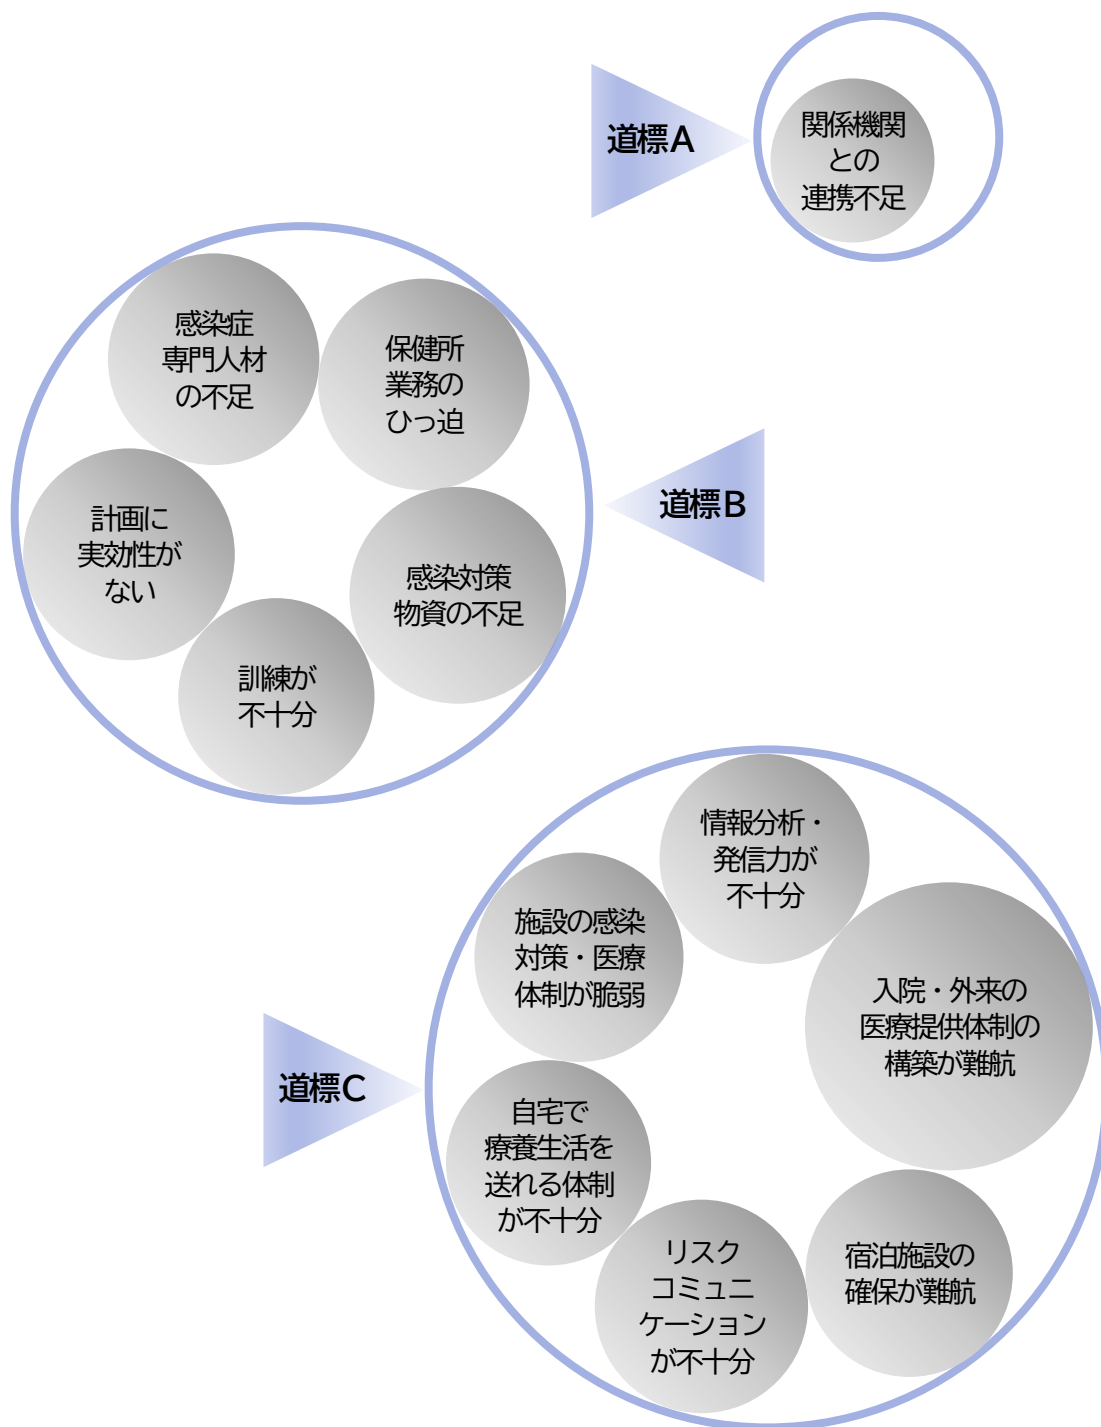 道標A
関係機関
との
連携不足
感染症
専門人材
の不足
保健所
業務の
ひっ迫
計画に
実効性が
ない
感染対策
物資の不足
訓練が
不十分
道標B
情報分析・
発信力が
不十分
施設の感染
対策・医療
体制が脆弱
入院・外来の
医療提供体制の
構築が難航
道標C
自宅で
療養生活を
送れる体制
が不十分
リスク
コミュニ
ケーション
が不十分
宿泊施設の
確保が難航